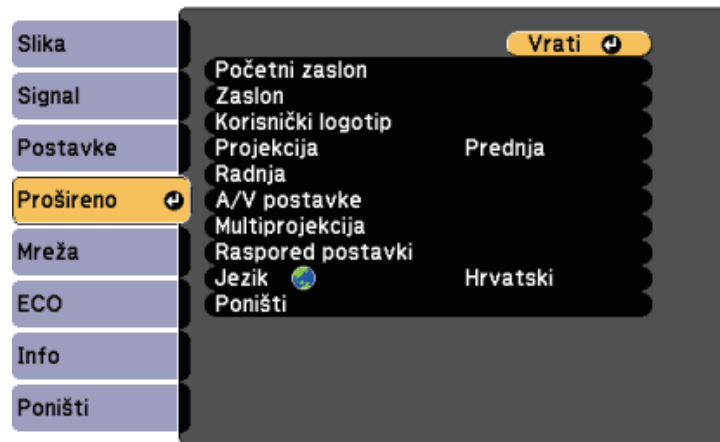 Slika
Signal
Postavke
Prošireno
Mreža
ECO
Info
Poništi
Vrati
Početni zaslon
Zaslon
Korisnički logotip
Projekcija Prednja
Radnja
A/V postavke
Multiprojekcija
Raspored postavki
Jezik Hrvatski
Poništi